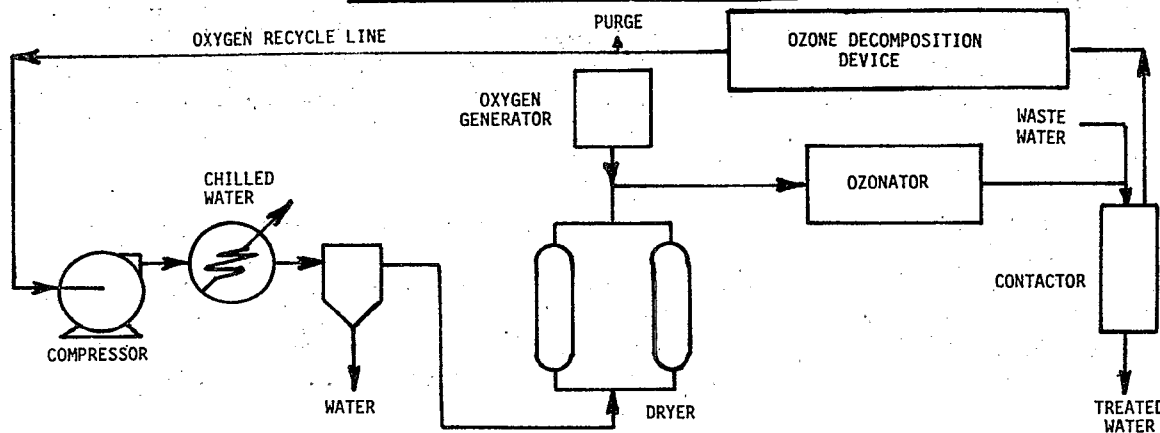 PURGE
OXYGEN RECYCLE LINE
OZONE DECOMPOSITION
DEVICE
OXYGEN
GENERATOR
WASTE
WATER
CHILLED
WATER
OZONATOR
CONTACTOR
COMPRESSOR
WATER
DRYER
TREATED
WATER